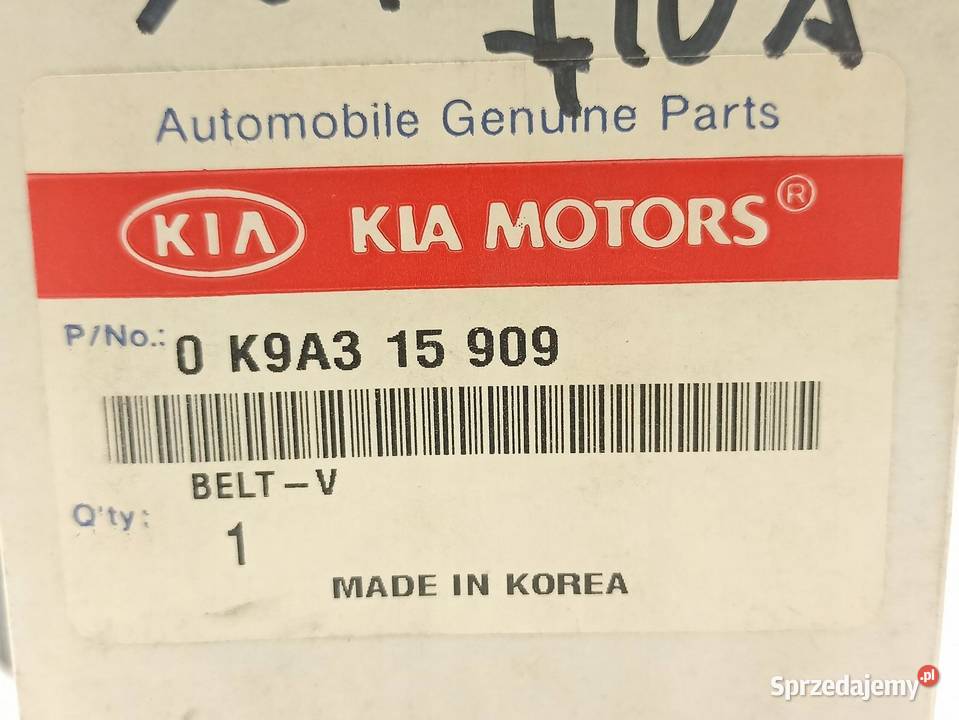 Automobile Genuine Parts
KIA KIA MOTORS®
P/No.: 0 K9A3 15 909
BELT-V
Q'ty: 1
MADE IN KOREA
Sprzedajemy.pl